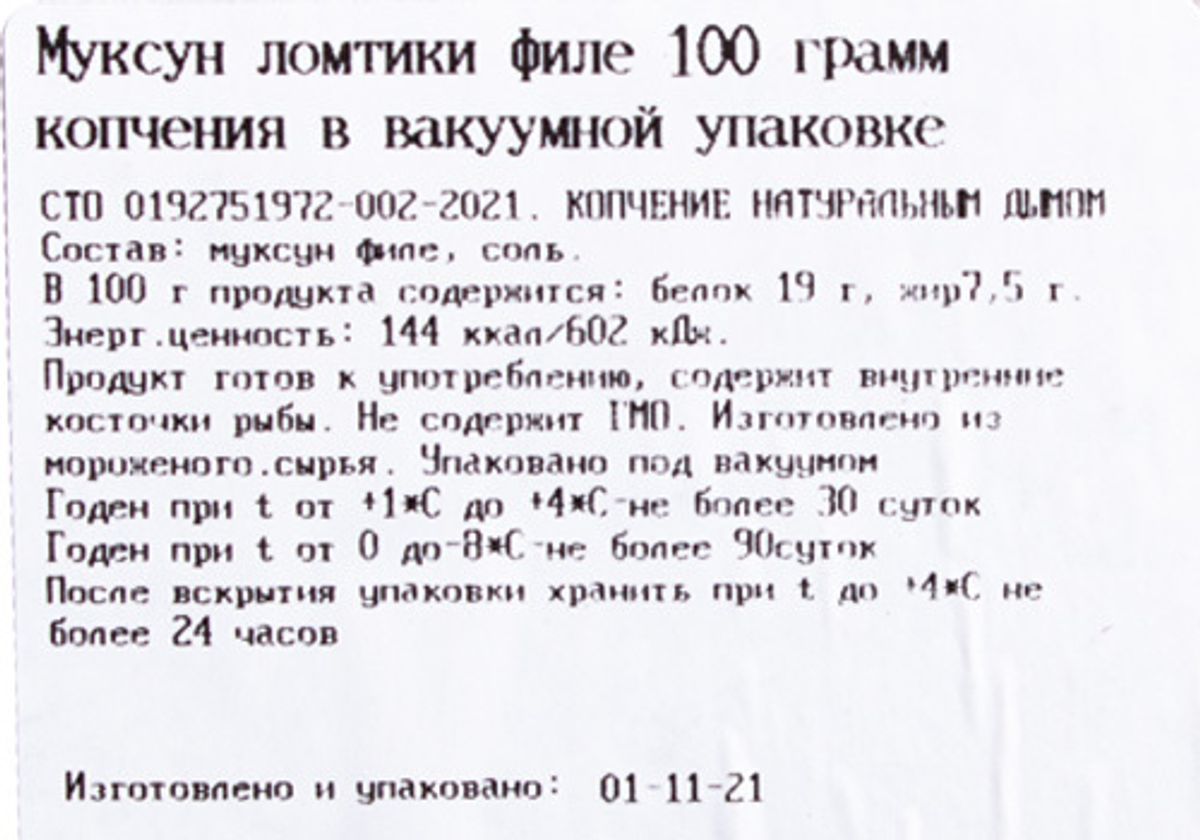 Муксун ломтики филе 100 грамм
копчения в вакуумной упаковке
СТО 0192751972-002-2021. КОПЧЕНИЕ НАТУРАЛЬНЫМ ДЫМОМ
Состав: муксун филе, соль.
В 100 г продукта содержится: белок 19 г, жир7,5 г.
Энерг.ценность: 144 ккал/602 кДж.
Продукт готов к употреблению, содержит внутренние
косточки рыбы. Не содержит ГМО. Изготовлено из
мороженого.сырья. Упаковано под вакуумом
Годен при t от +1*С до +4*С-не более 30 суток
Годен при t от 0 до-8*С-не более 90суток
После вскрытия упаковки хранить при t до +4*С не
более 24 часов
Изготовлено и упаковано: 01-11-21